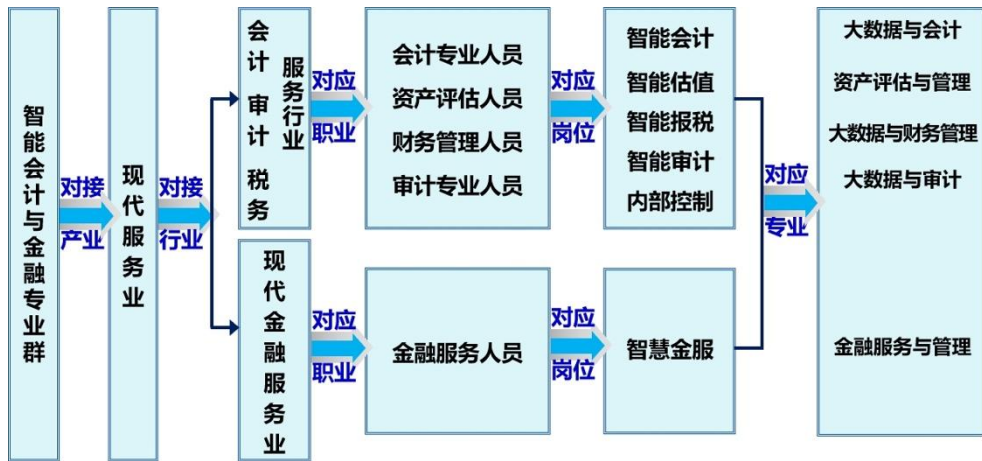 智能会计与金融专业群
对接
产业
现代服务业
对接
行业
会计 审计 税务
服务行业
对应
职业
会计专业人员
资产评估人员
财务管理人员
审计专业人员
对应
岗位
智能会计
智能估值
智能报税
智能审计
内部控制
现代金融服务业
对应
职业
金融服务人员
对应
岗位
智慧金服
对应
专业
大数据与会计
资产评估与管理
大数据与财务管理
大数据与审计
金融服务与管理